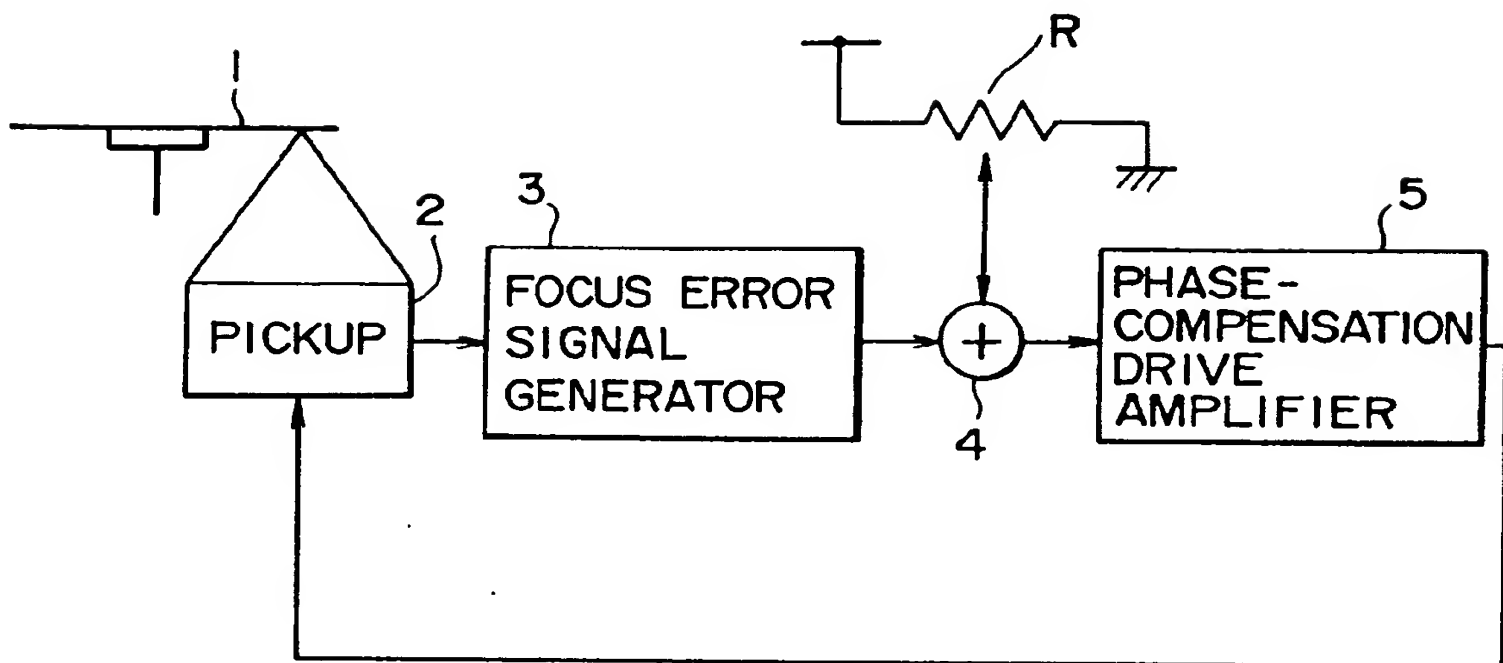 R
1
2
3
5
PICKUP
FOCUS ERROR
SIGNAL
GENERATOR
+
4
PHASE-
COMPENSATION
DRIVE
AMPLIFIER